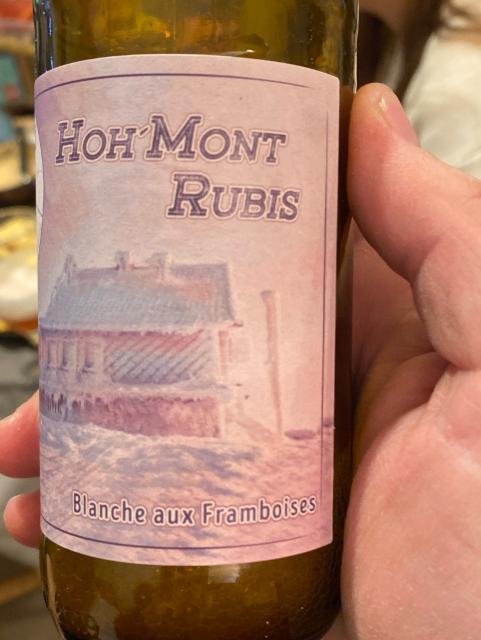 Hoh'Mont
Rubis
Blanche aux Framboises